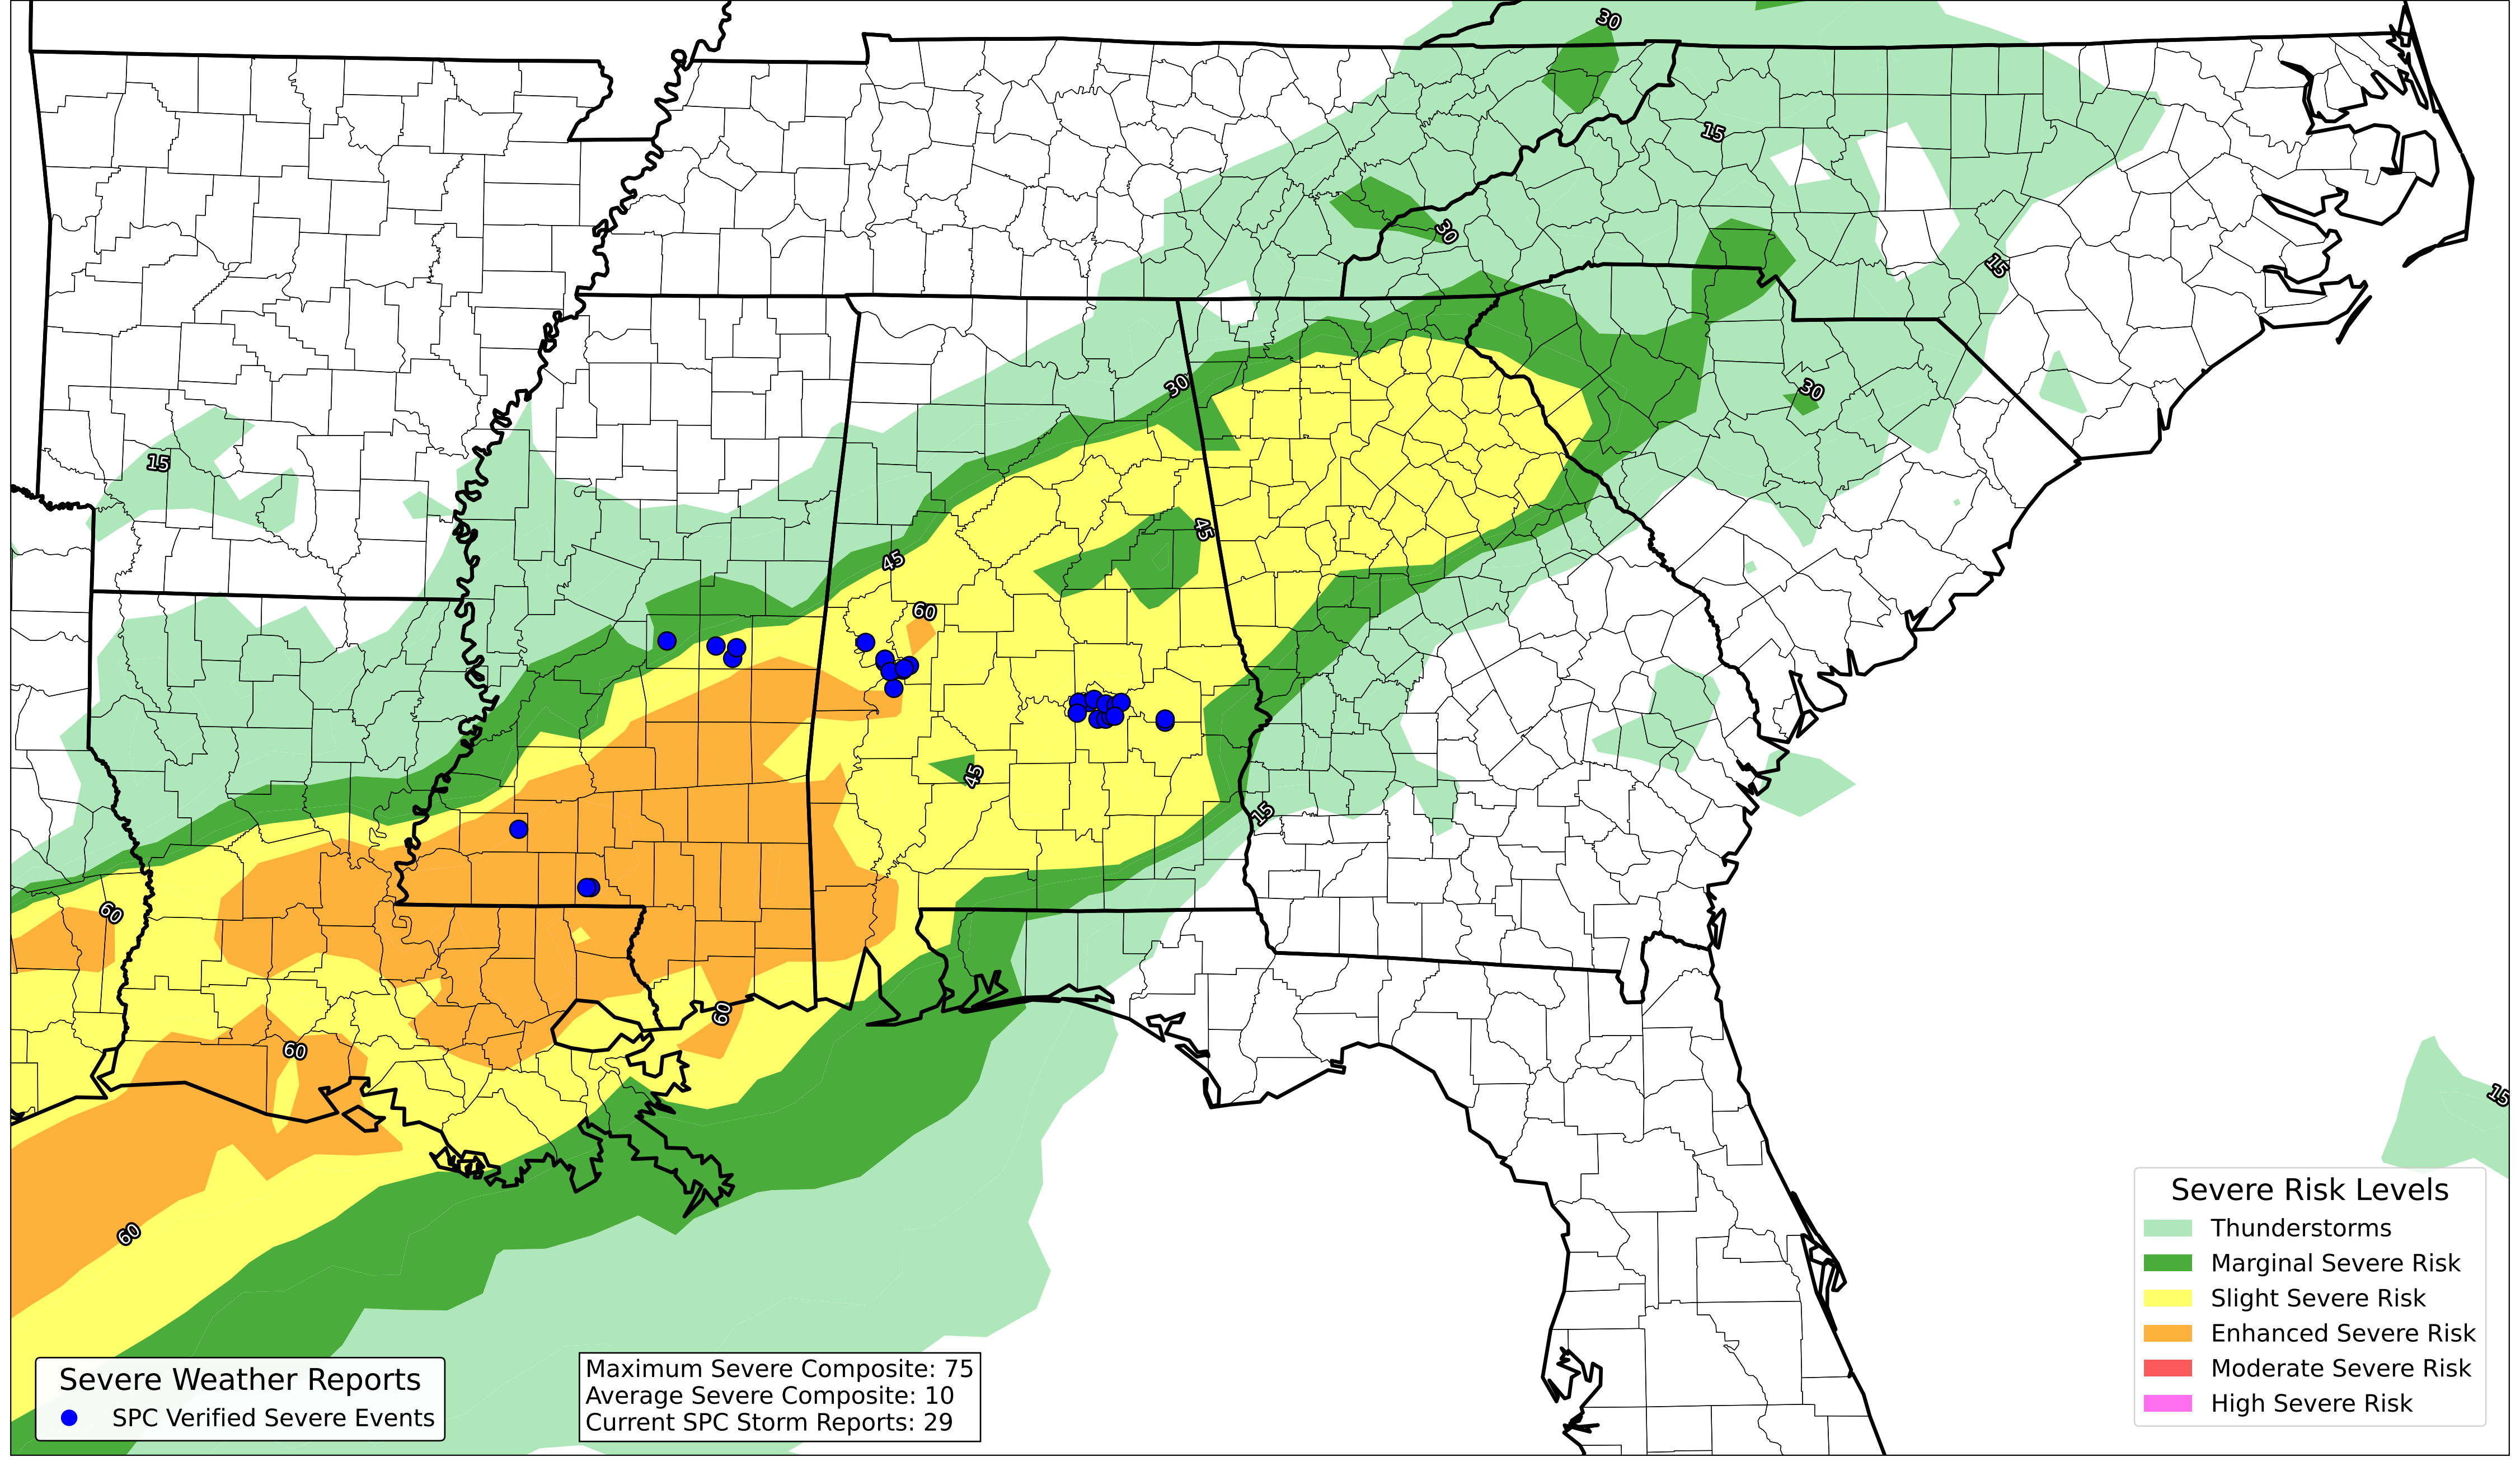 30
15
30
15
30
30
15
45
45
60
45
15
60
60
60
15
60
Severe Risk Levels
Thunderstorms
Marginal Severe Risk
Slight Severe Risk
Enhanced Severe Risk
Moderate Severe Risk
High Severe Risk
Severe Weather Reports
SPC Verified Severe Events
Maximum Severe Composite: 75
Average Severe Composite: 10
Current SPC Storm Reports: 29